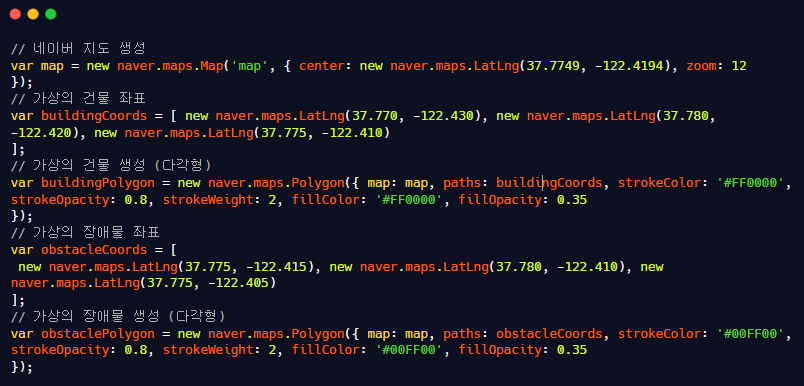 // 네이버 지도 생성
var map = new naver.maps.Map('map', { center: new naver.maps.LatLng(37.7749, -122.4194), zoom: 12
});
// 가상의 건물 좌표
var buildingCoords = [ new naver.maps.LatLng(37.770, -122.430), new naver.maps.LatLng(37.780,
-122.420), new naver.maps.LatLng(37.775, -122.410)
];
// 가상의 건물 생성 (다각형)
var buildingPolygon = new naver.maps.Polygon({ map: map, paths: buildingCoords, strokeColor: '#FF0000',
strokeOpacity: 0.8, strokeWeight: 2, fillColor: '#FF0000', fillOpacity: 0.35
});
// 가상의 장애물 좌표
var obstacleCoords = [
new naver.maps.LatLng(37.775, -122.415), new naver.maps.LatLng(37.780, -122.410), new
naver.maps.LatLng(37.775, -122.405)
];
// 가상의 장애물 생성 (다각형)
var obstaclePolygon = new naver.maps.Polygon({ map: map, paths: obstacleCoords, strokeColor: '#00FF00',
strokeOpacity: 0.8, strokeWeight: 2, fillColor: '#00FF00', fillOpacity: 0.35
});